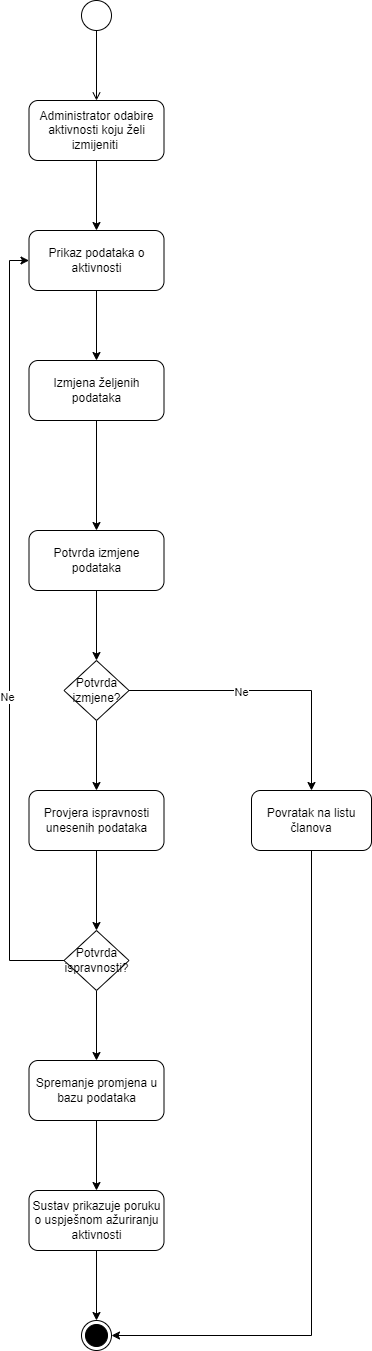 Administrator odabire
aktivnosti koju želi
izmijeniti
Prikaz podataka o
aktivnosti
Izmjena željenih
podataka
Potvrda izmjene
podataka
Potvrda
izmjene?
Ne
Ne
Provjera ispravnosti
unesenih podataka
Povratak na listu
članova
Potvrda
ispravnosti?
Spremanje promjena u
bazu podataka
Sustav prikazuje poruku
o uspješnom ažuriranju
aktivnosti